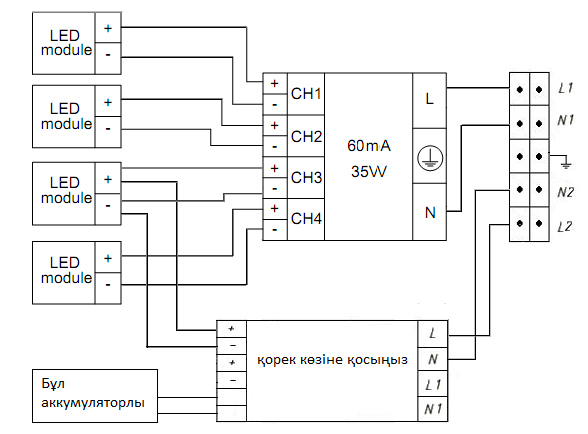 LED
module
+
-
LED
module
+
-
LED
module
+
-
LED
module
+
-
+
-
CH1
+
-
CH2
+
-
CH3
+
-
CH4
60mA
35W
L
N
L1
N1
N2
L2
+
-
+
-
қорек көзіне қосыңыз
L
N
L1
N1
Бұл
аккумуляторлы